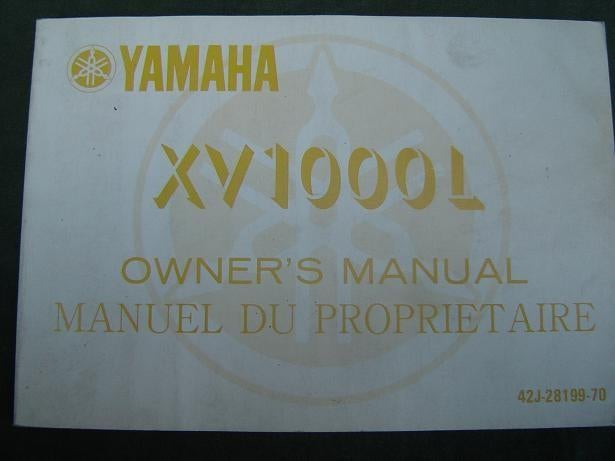 YAMAHA
XV1000L
OWNER'S MANUAL
MANUEL DU PROPRIETAIRE
42J-28199-70